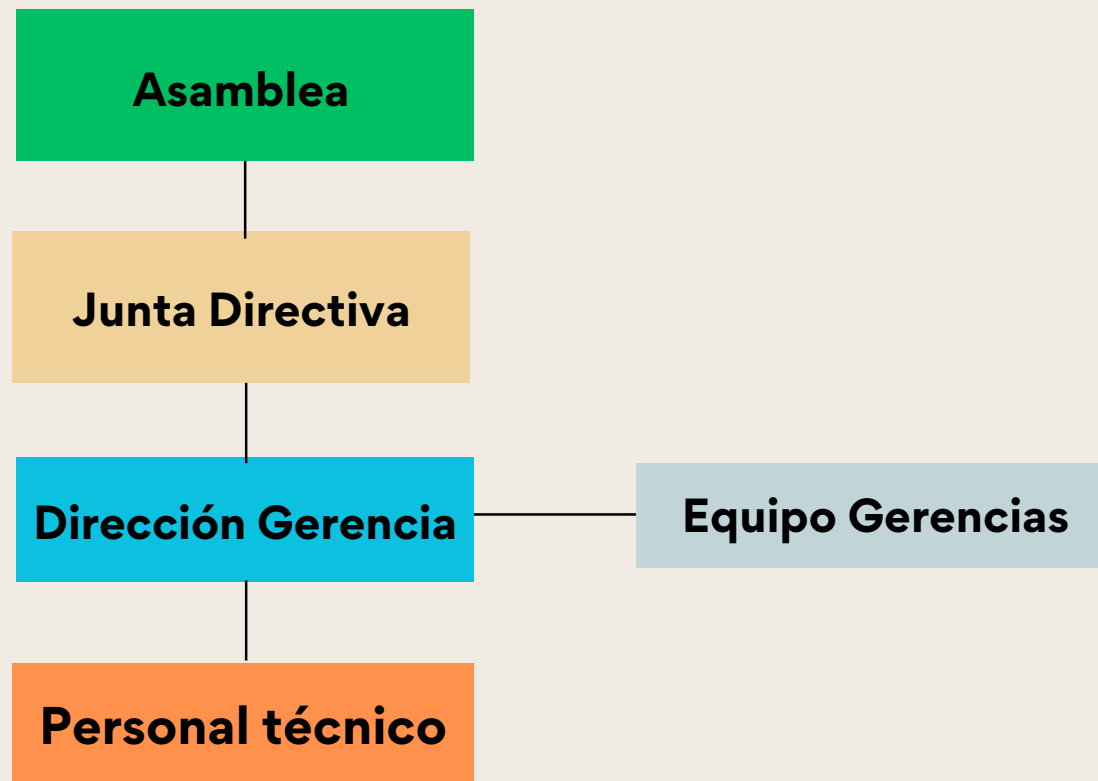 Asamblea
Junta Directiva
Dirección Gerencia
Equipo Gerencias
Personal técnico